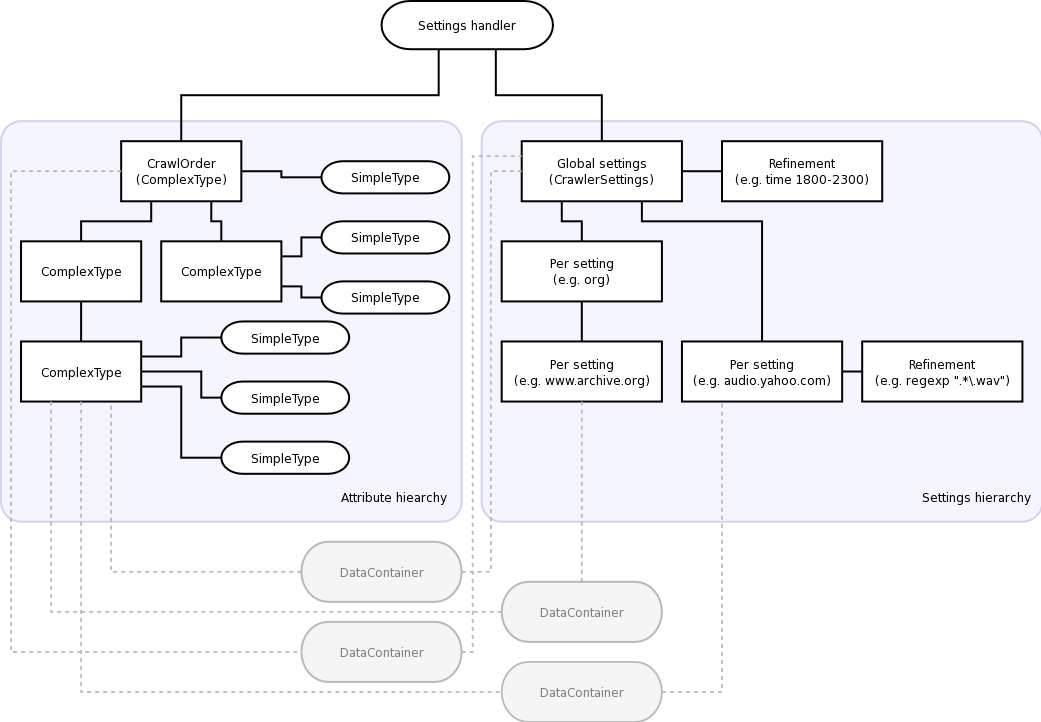 Settings handler
CrawlOrder
(ComplexType)
SimpleType
SimpleType
ComplexType
ComplexType
SimpleType
SimpleType
ComplexType
SimpleType
SimpleType
Attribute hiearchy
Global settings
(CrawlerSettings)
Refinement
(e.g. time 1800-2300)
Per setting
(e.g. org)
Per setting
(e.g. www.archive.org)
Per setting
(e.g. audio.yahoo.com)
Refinement
(e.g. regexp ".*\.wav")
Settings hierarchy
DataContainer
DataContainer
DataContainer
DataContainer